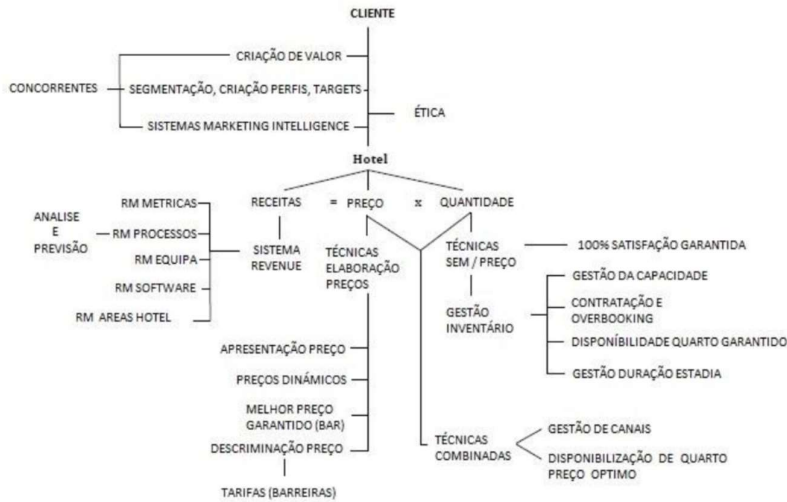 CLIENTE
CRIAÇÃO DE VALOR
CONCORRENTES
SEGMENTAÇÃO, CRIAÇÃO PERFIS, TARGETS
ÉTICA
SISTEMAS MARKETING INTELLIGENCE
Hotel
RECEITAS = PREÇO x QUANTIDADE
RM METRICAS
ANALISE
E
PREVISÃO
RM PROCESSOS
RM EQUIPA
RM SOFTWARE
RM AREAS HOTEL
SISTEMA
REVENUE
TÉCNICAS
ELABORAÇÃO
PREÇOS
TÉCNICAS
SEM / PREÇO
100% SATISFAÇÃO GARANTIDA
GESTÃO
INVENTÁRIO
GESTÃO DA CAPACIDADE
CONTRATAÇÃO E
OVERBOOKING
DISPONÍBILIDADE QUARTO GARANTIDO
GESTÃO DURAÇÃO ESTADIA
APRESENTAÇÃO PREÇO
PREÇOS DINÁMICOS
MELHOR PREÇO
GARANTIDO (BAR)
DESCRIMINAÇÃO PREÇO
TARIFAS (BARREIRAS)
TÉCNICAS
COMBINADAS
GESTÃO DE CANAIS
DISPONIBILIZAÇÃO DE QUARTO
PREÇO OPTIMO